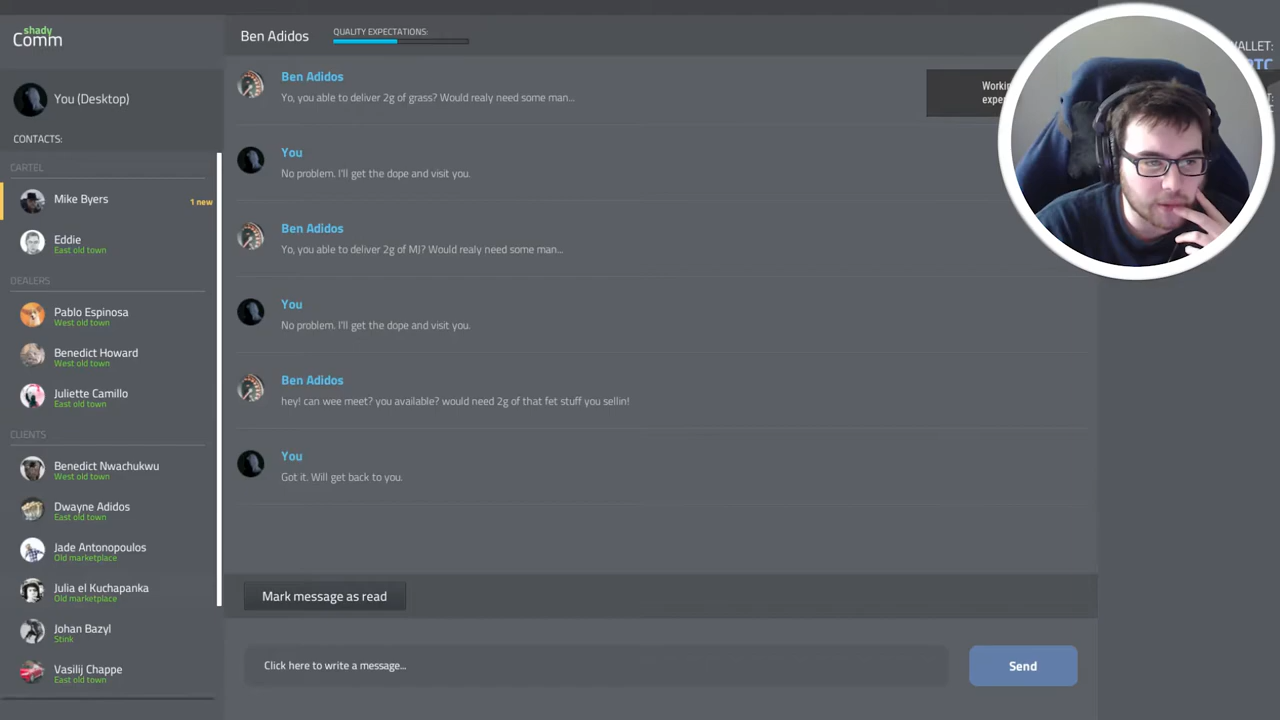 shady
Comm
You (Desktop)
CONTACTS:
CARTEL
Mike Byers
1 new
Eddie
East old town
DEALERS
Pablo Espinosa
West old town
Benedict Howard
West old town
Juliette Camillo
East old town
CLIENTS
Benedict Nwachukwu
West old town
Dwayne Adidos
East old town
Jade Antonopoulos
Old marketplace
Julia el Kuchapanka
Old marketplace
Johan Bazyl
Stink
Vasilij Chappe
East old town
Ben Adidos
QUALITY EXPECTATIONS:
Ben Adidos
Yo, you able to deliver 2g of grass? Would realy need some man...
You
No problem. I'll get the dope and visit you.
Ben Adidos
Yo, you able to deliver 2g of MJ? Would realy need some man...
You
No problem. I'll get the dope and visit you.
Ben Adidos
hey! can wee meet? you available? would need 2g of that fet stuff you sellin!
You
Got it. Will get back to you.
Mark message as read
Click here to write a message...
Send